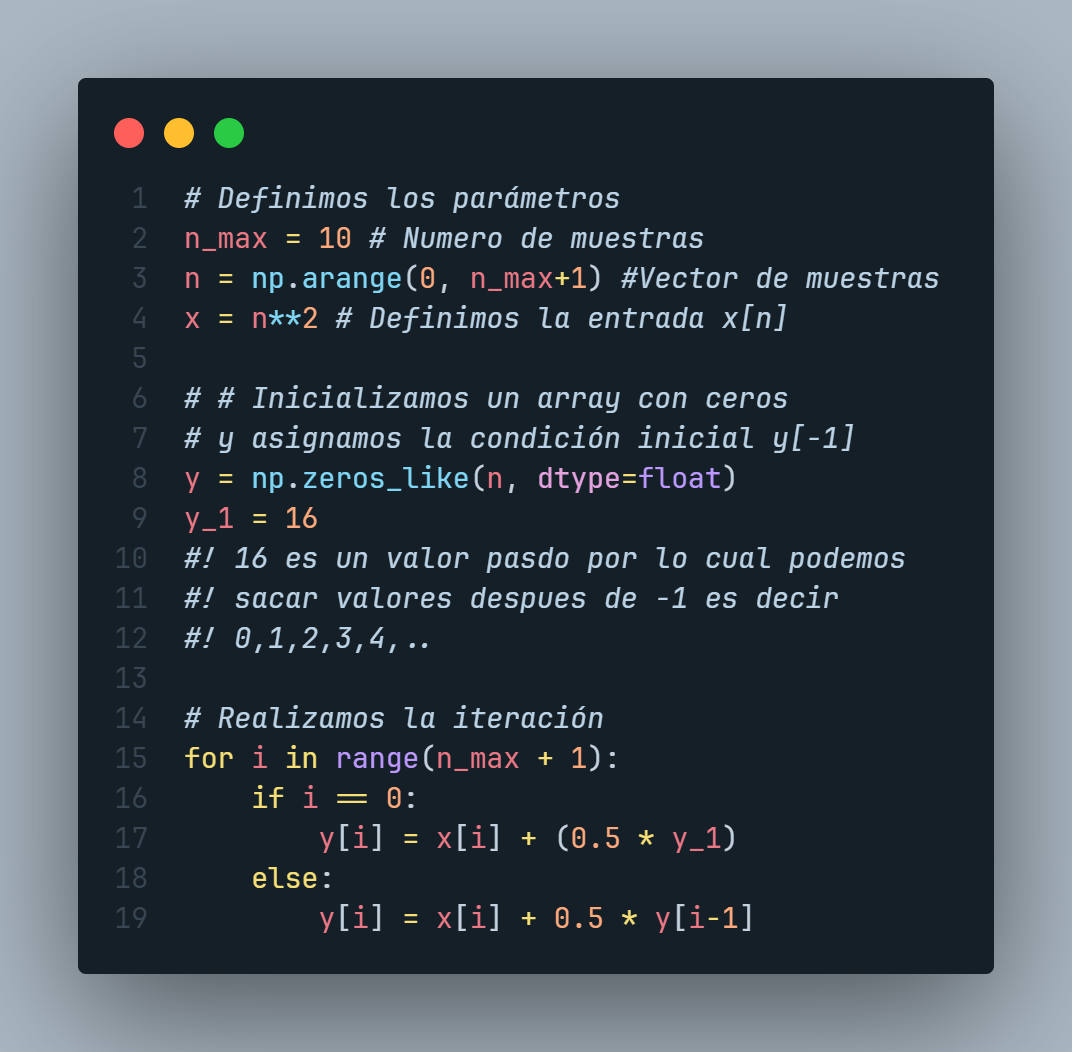 1 # Definimos los parámetros
2 n_max = 10 # Numero de muestras
3 n = np.arange(0, n_max+1) #Vector de muestras
4 x = n**2 # Definimos la entrada x[n]
5
6 # # Inicializamos un array con ceros
7 # y asignamos la condición inicial y[-1]
8 y = np.zeros_like(n, dtype=float)
9 y_1 = 16
10 #! 16 es un valor pasdo por lo cual podemos
11 #! sacar valores despues de -1 es decir
12 #! 0,1,2,3,4,..
13
14 # Realizamos la iteración
15 for i in range(n_max + 1):
16     if i == 0:
17         y[i] = x[i] + (0.5 * y_1)
18     else:
19         y[i] = x[i] + 0.5 * y[i-1]